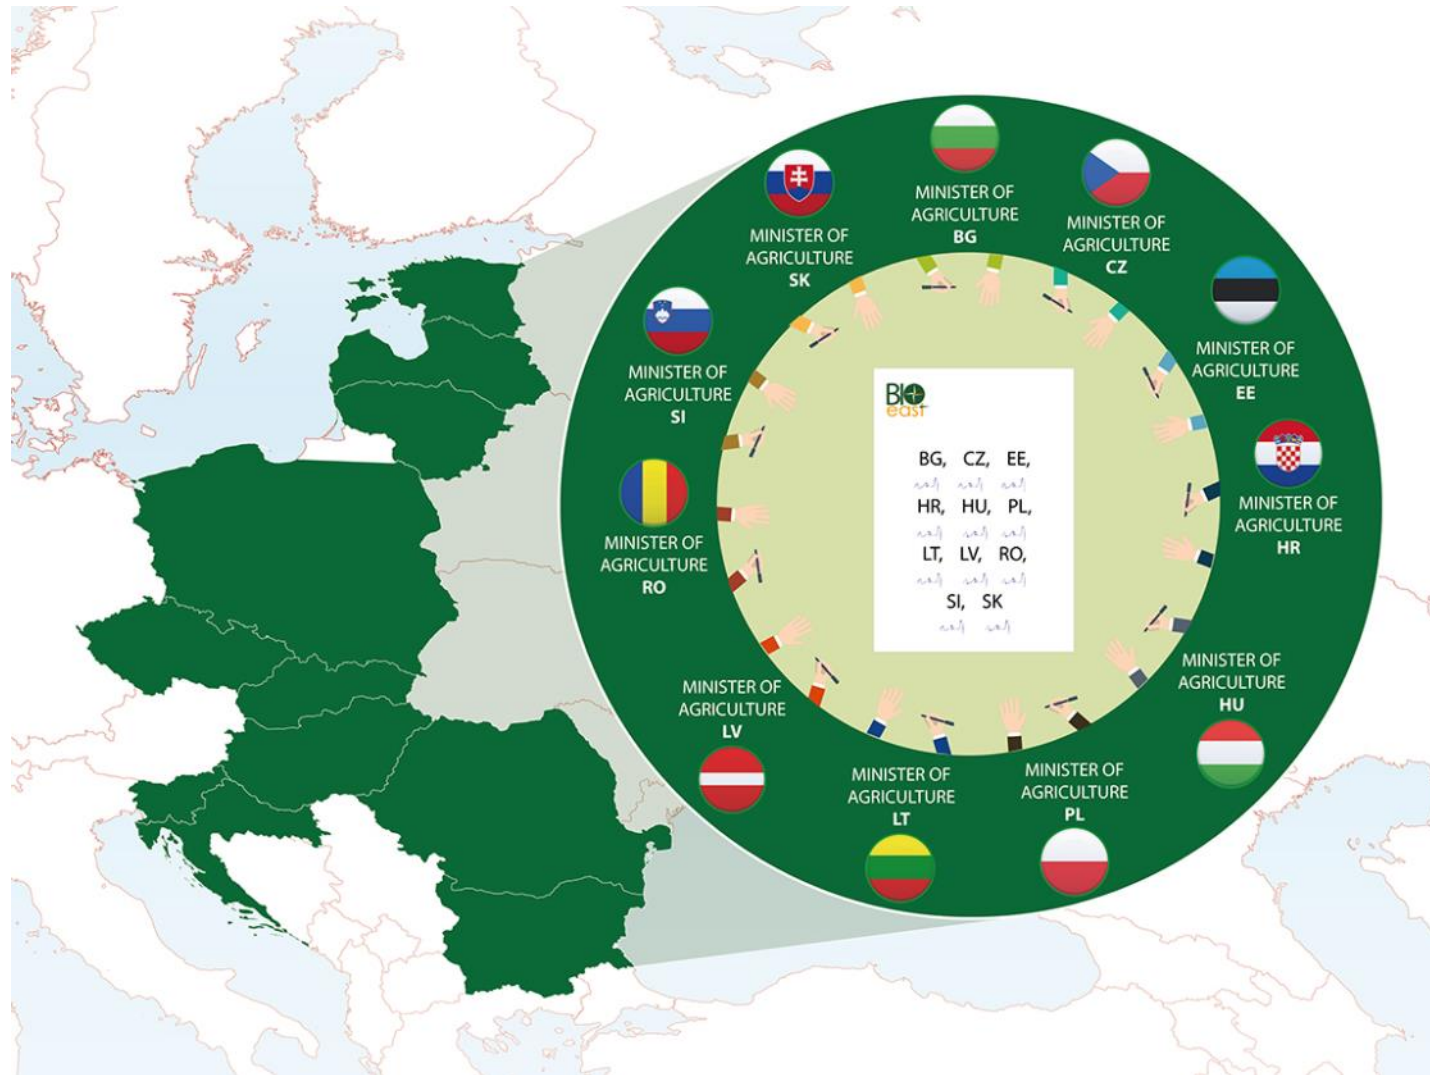 MINISTER OF
AGRICULTURE
BG
MINISTER OF
AGRICULTURE
CZ
MINISTER OF
AGRICULTURE
EE
MINISTER OF
AGRICULTURE
HR
MINISTER OF
AGRICULTURE
HU
MINISTER OF
AGRICULTURE
PL
MINISTER OF
AGRICULTURE
LT
MINISTER OF
AGRICULTURE
LV
MINISTER OF
AGRICULTURE
RO
MINISTER OF
AGRICULTURE
SI
MINISTER OF
AGRICULTURE
SK
BIO
east
BG, CZ, EE,
HR, HU, PL,
LT, LV, RO,
SI, SK